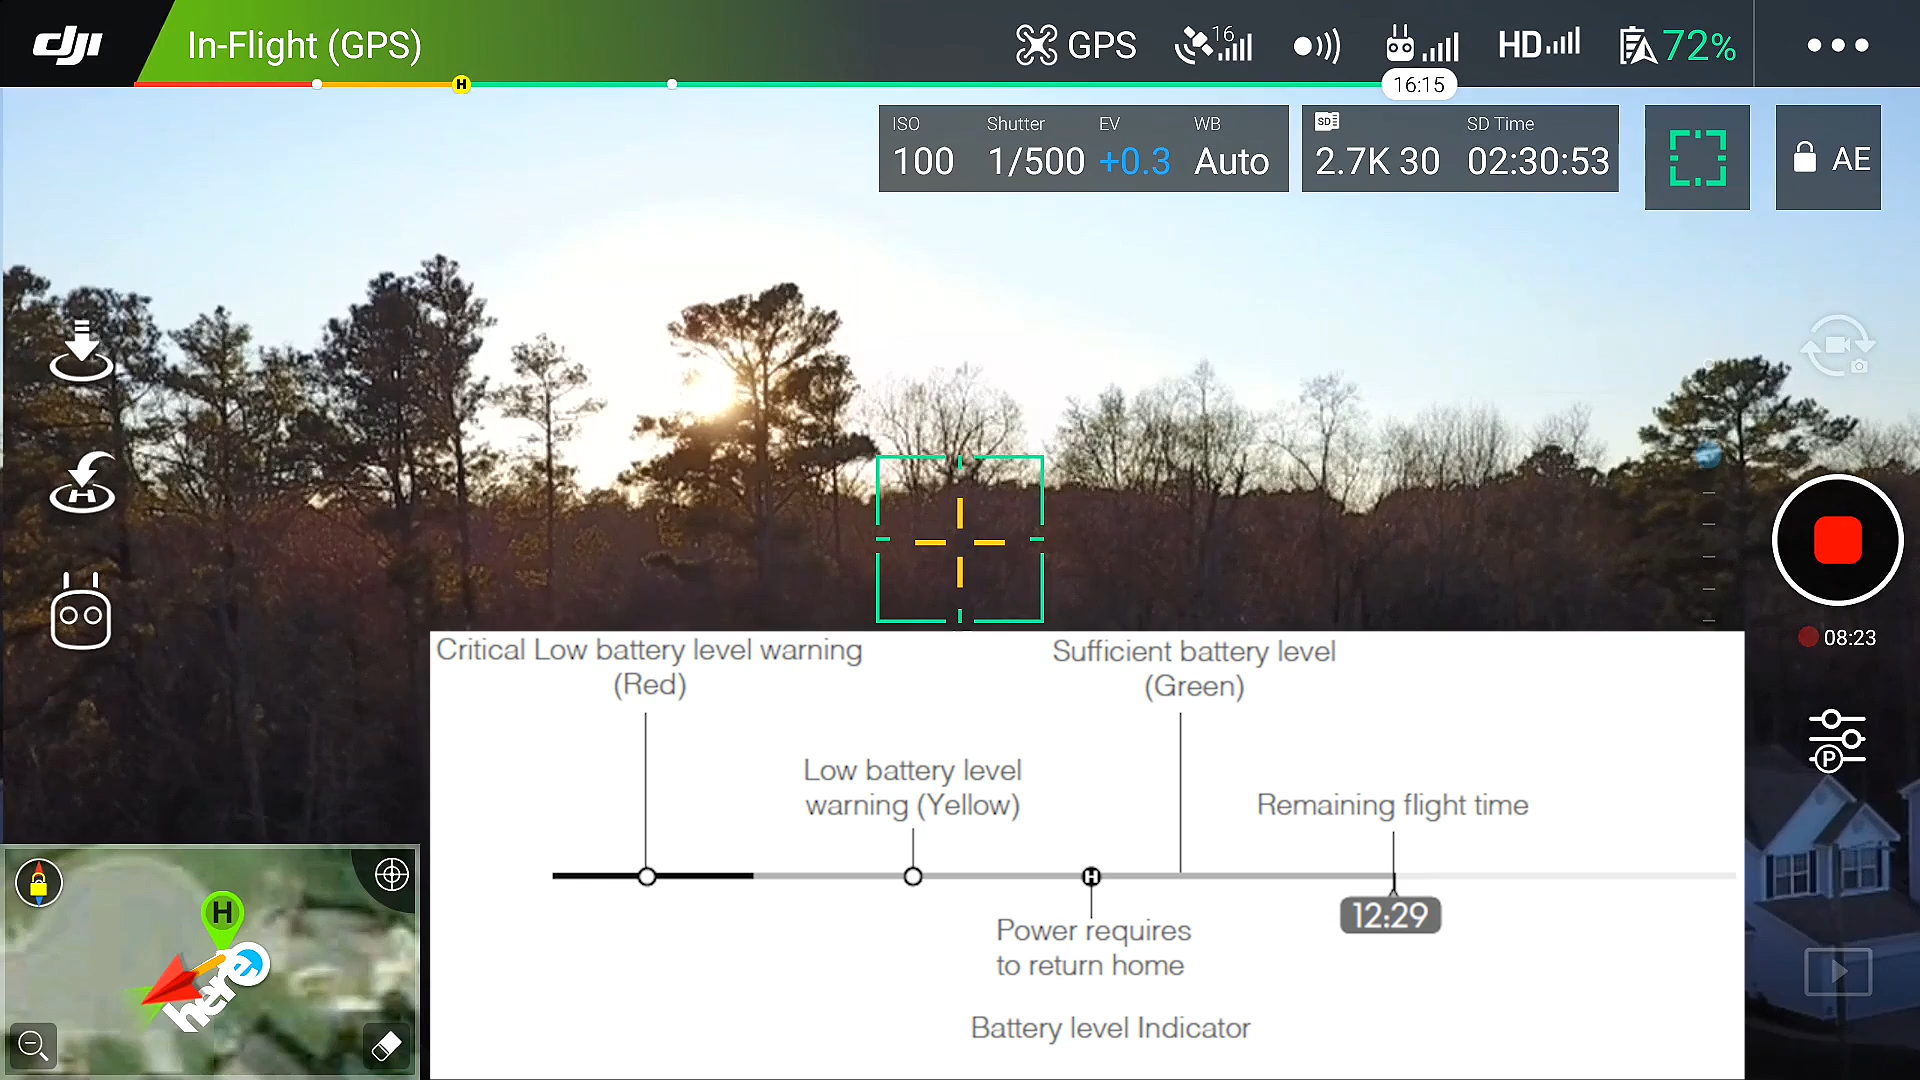 dji In-Flight (GPS) GPS 16 HD 72%
H 16:15
ISO Shutter EV WB SD SD Time
100 1/500 +0.3 Auto 2.7K 30 02:30:53 AE
H
08:23
P
Critical Low battery level warning
(Red)
Sufficient battery level
(Green)
Low battery level
warning (Yellow)
Remaining flight time
H
12:29
Power requires
to return home
Battery level Indicator
H
here